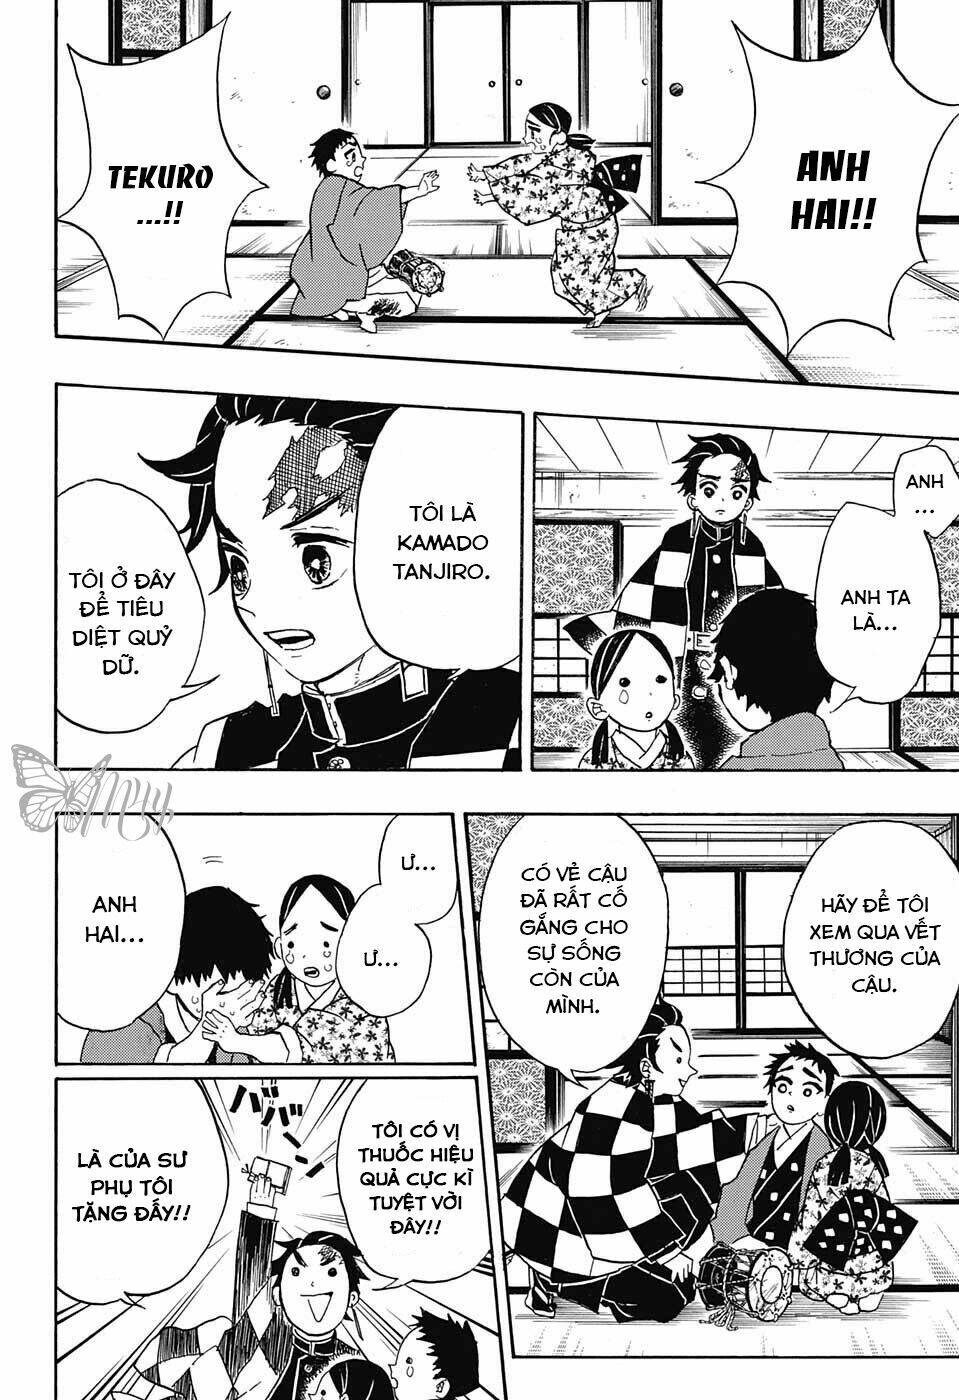 ANH
HAI!!
TEKURO
...!!
ANH
...
ANH TA
LÀ...
TÔI LÀ
KAMADO
TANJIRO.
TÔI Ở ĐÂY
ĐỂ TIÊU
DIỆT QUỶ
DỮ.
HÃY ĐỂ TÔI
XEM QUA VẾT
THƯƠNG CỦA
CẬU.
CÓ VẺ CẬU
ĐÃ RẤT CỐ
GẮNG CHO
SỰ SỐNG
CÒN CỦA
MÌNH.
Ư...
Ư...
ANH
HAI...
TÔI CÓ VỊ
THUỐC HIỆU
QUẢ CỰC KÌ
TUYỆT VỜI
ĐÂY!!
LÀ CỦA SƯ
PHỤ TÔI
TẶNG ĐẤY!!